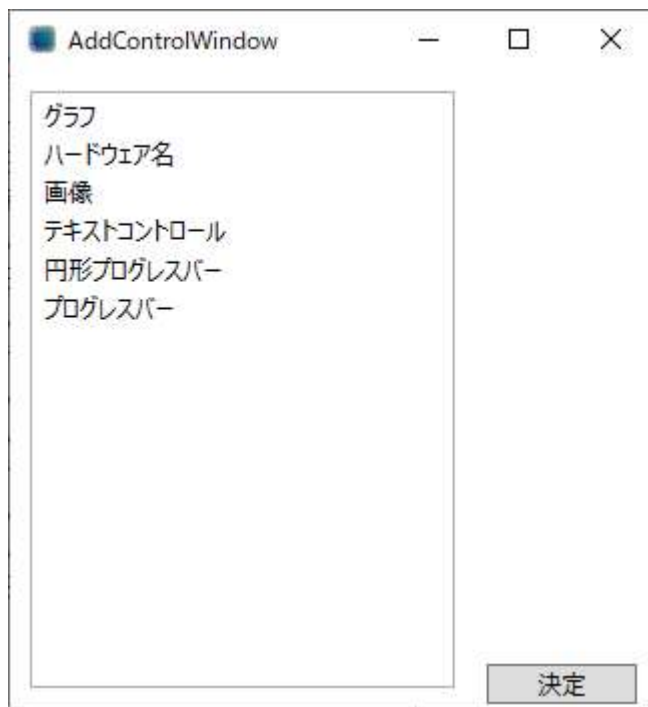 AddControlWindow
グラフ
ハードウェア名
画像
テキストコントロール
円形プログレスバー
プログレスバー
決定